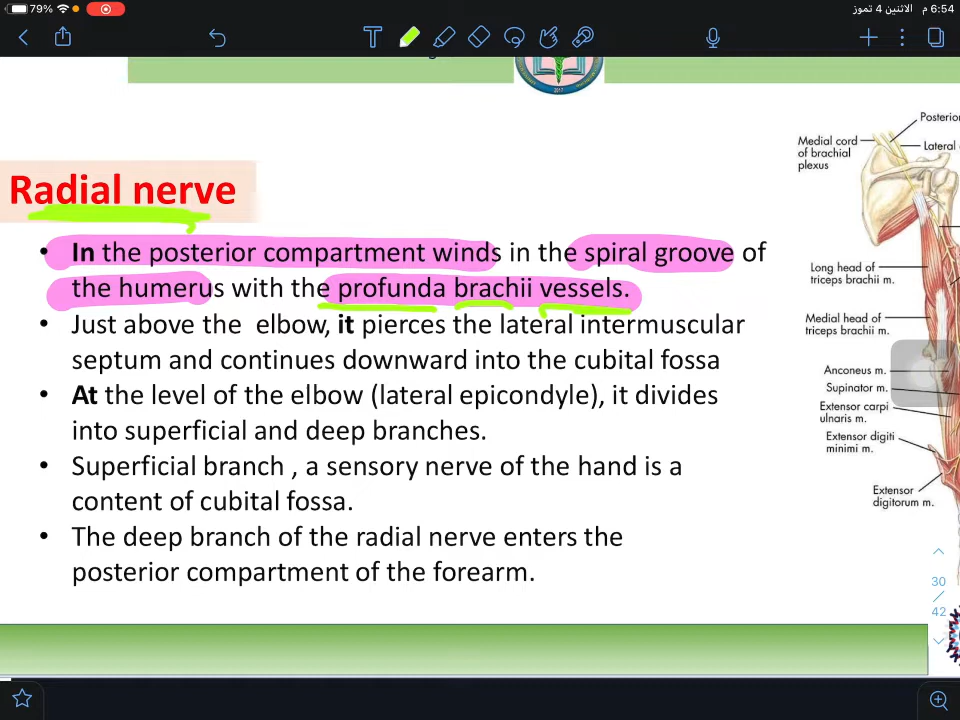 79%
6:54 م الاثنين 4 تموز
2017
Radial nerve
• In the posterior compartment winds in the spiral groove of
the humerus with the profunda brachii vessels.
• Just above the elbow, it pierces the lateral intermuscular
septum and continues downward into the cubital fossa
• At the level of the elbow (lateral epicondyle), it divides
into superficial and deep branches.
• Superficial branch , a sensory nerve of the hand is a
content of cubital fossa.
• The deep branch of the radial nerve enters the
posterior compartment of the forearm.
Posterior
Medial cord
of brachial
plexus
Lateral
Long head of
triceps brachii m.
Medial head of
triceps brachii m.
Anconeus m.
Supinator m.
Extensor carpi
ulnaris m.
Extensor digiti
minimi m.
Extensor
digitorum m.
30
/
42